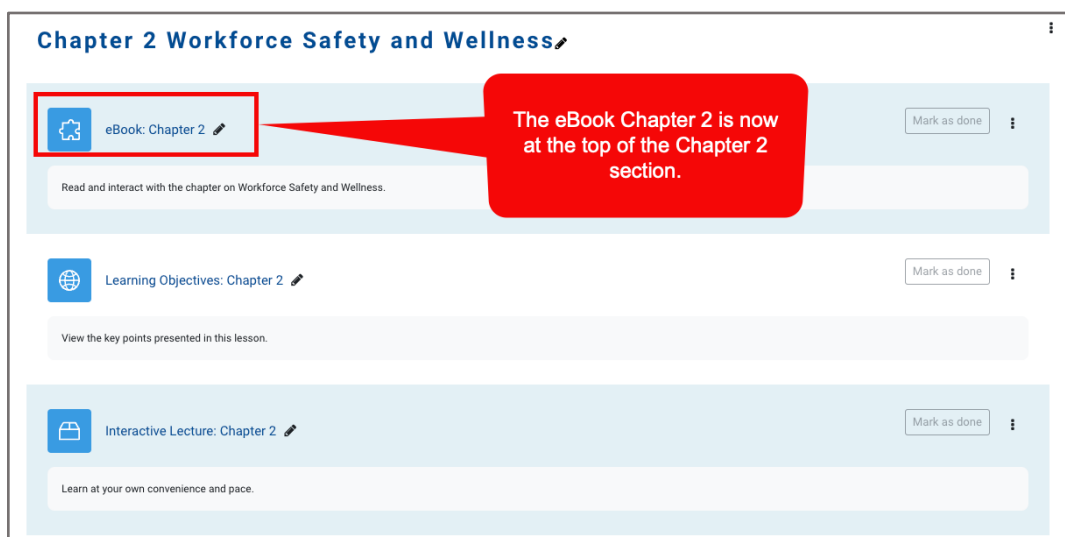 Chapter 2 Workforce Safety and Wellness
eBook: Chapter 2
The eBook Chapter 2 is now
at the top of the Chapter 2
section.
Mark as done
Read and interact with the chapter on Workforce Safety and Wellness.
Learning Objectives: Chapter 2
Mark as done
View the key points presented in this lesson.
Interactive Lecture: Chapter 2
Mark as done
Learn at your own convenience and pace.